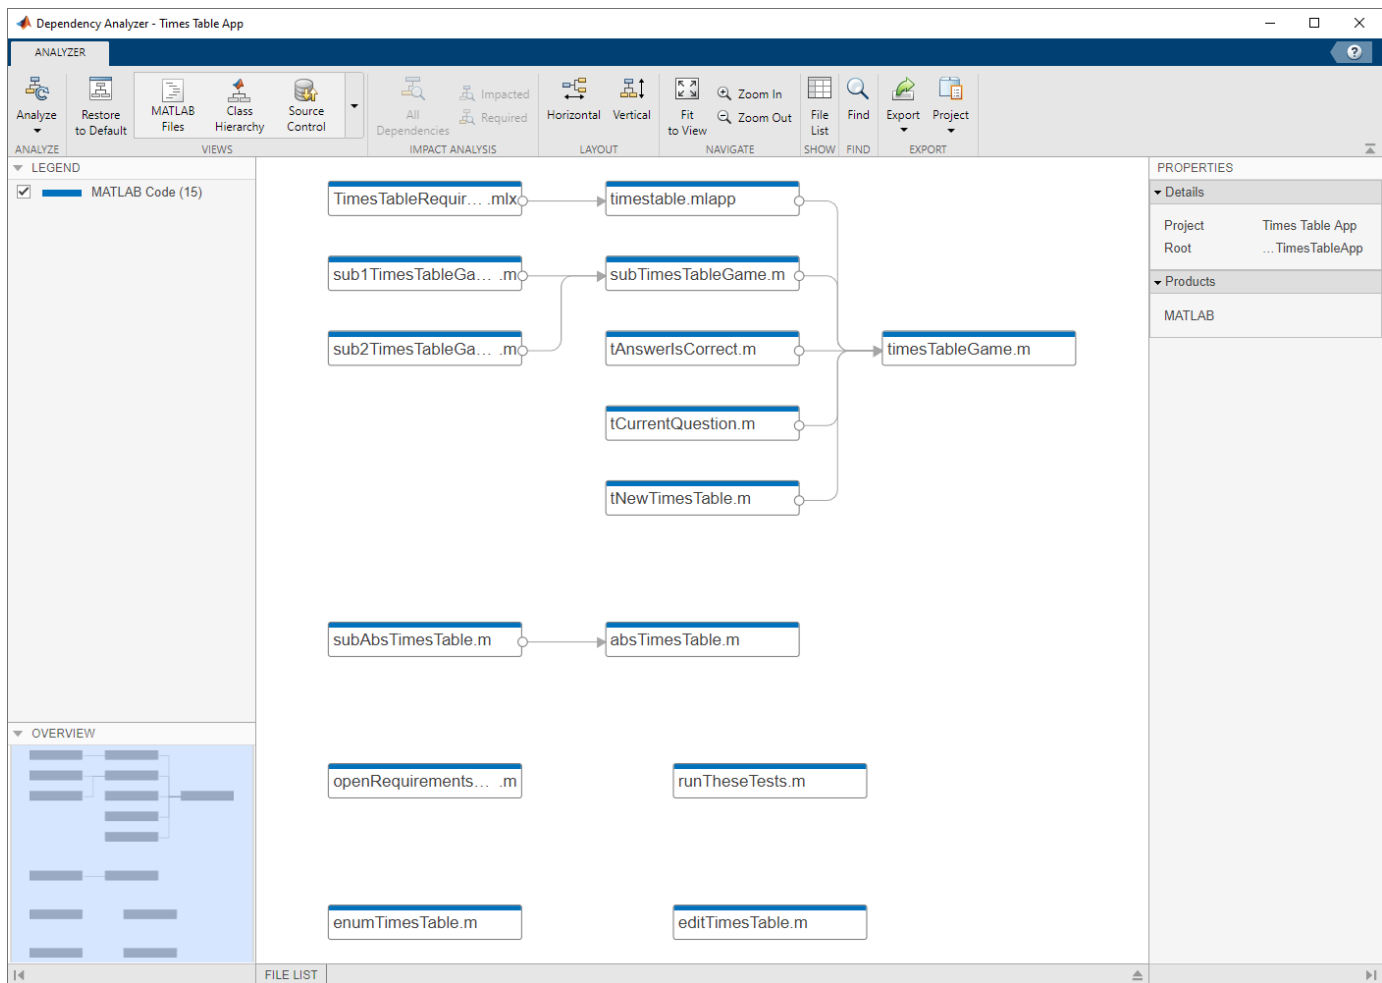 Dependency Analyzer - Times Table App
ANALYZER
?
Analyze
Restore
to Default
MATLAB
Files
Class
Hierarchy
Source
Control
All
Dependencies
Impacted
Required
Horizontal
Vertical
Fit
to View
Zoom In
Zoom Out
File
List
Find
Export
Project
ANALYZE
VIEWS
IMPACT ANALYSIS
LAYOUT
NAVIGATE
SHOW
FIND
EXPORT
LEGEND
MATLAB Code (15)
TimesTableRequir... .mlx
timestable.mlapp
sub1TimesTableGa... .m
subTimesTableGame.m
sub2TimesTableGa... .m
tAnswerIsCorrect.m
timesTableGame.m
tCurrentQuestion.m
tNewTimesTable.m
subAbsTimesTable.m
absTimesTable.m
openRequirements... .m
runTheseTests.m
enumTimesTable.m
editTimesTable.m
OVERVIEW
FILE LIST
PROPERTIES
Details
Project Times Table App
Root ...TimesTableApp
Products
MATLAB